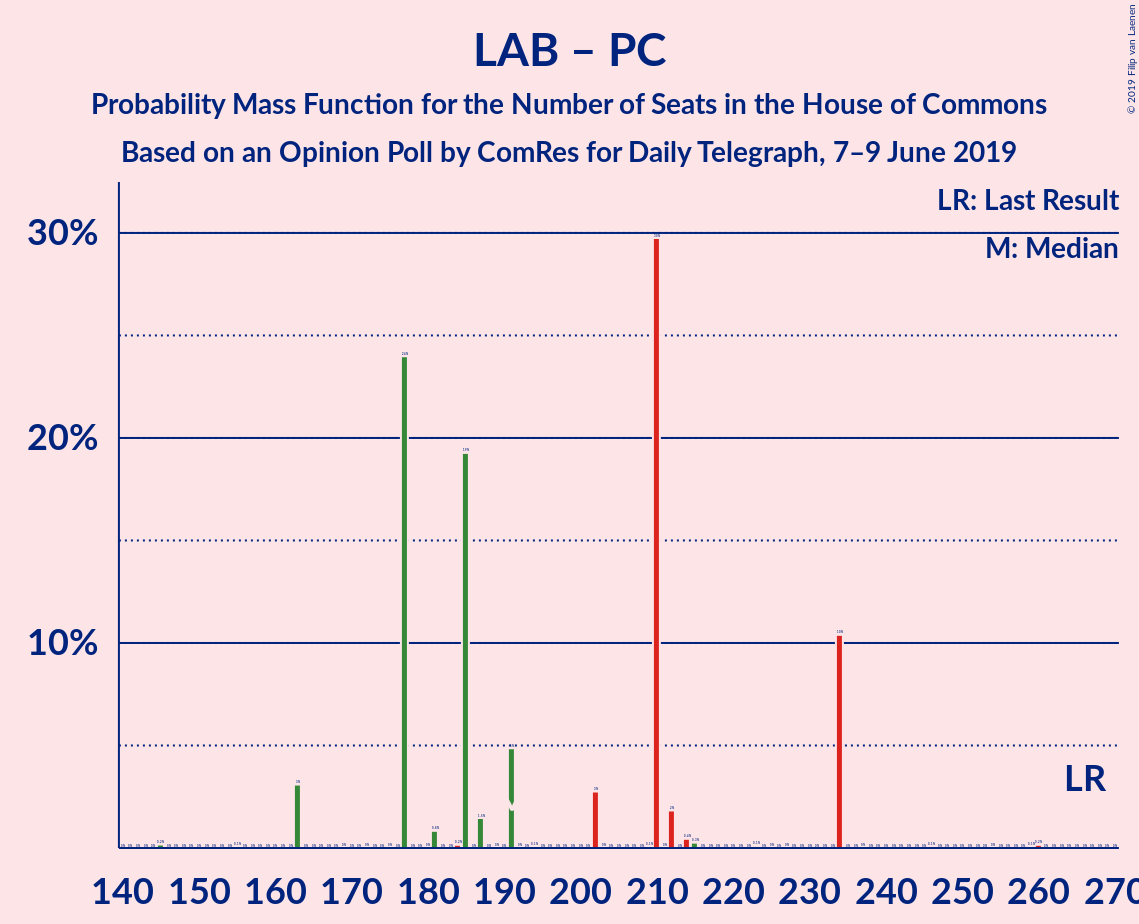 LAB – PC
Probability Mass Function for the Number of Seats in the House of Commons
Based on an Opinion Poll by ComRes for Daily Telegraph, 7–9 June 2019
© 2019 Filip van Laenen
LR: Last Result
M: Median
30%
20%
10%
LR
140 150 160 170 180 190 200 210 220 230 240 250 260 270